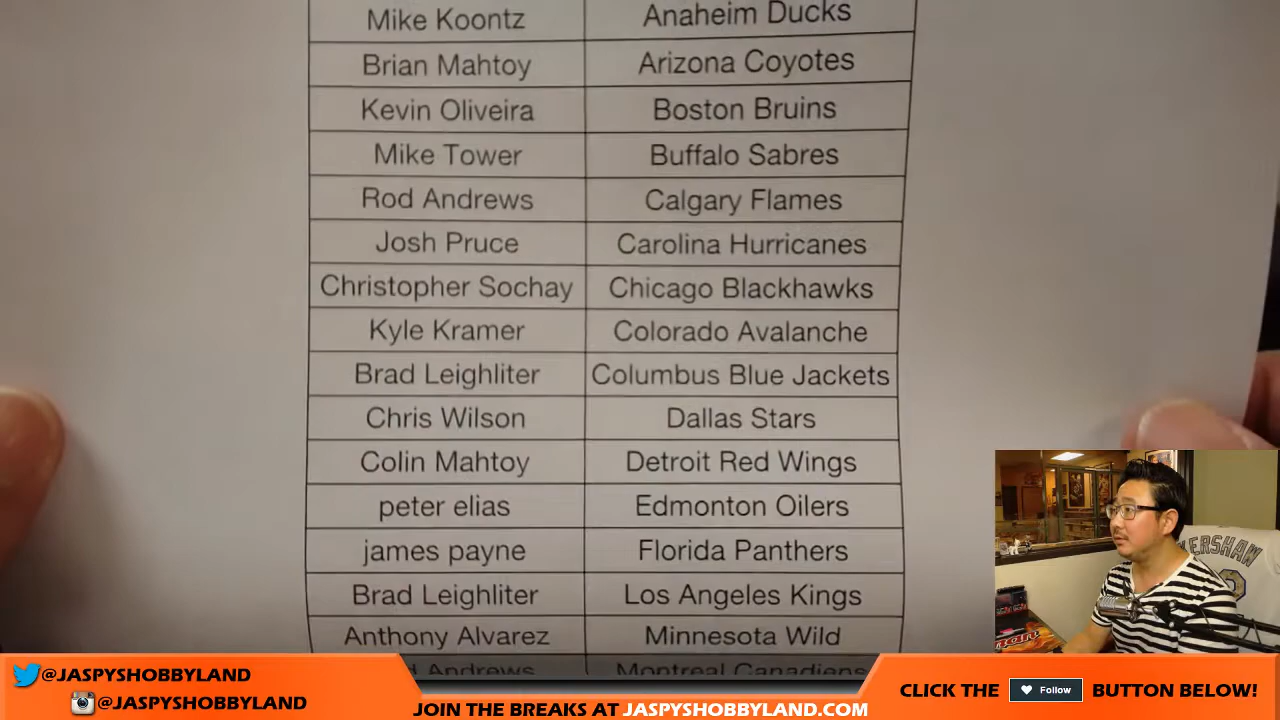 Mike Koontz Anaheim Ducks
Brian Mahtoy Arizona Coyotes
Kevin Oliveira Boston Bruins
Mike Tower Buffalo Sabres
Rod Andrews Calgary Flames
Josh Pruce Carolina Hurricanes
Christopher Sochay Chicago Blackhawks
Kyle Kramer Colorado Avalanche
Brad Leighliter Columbus Blue Jackets
Chris Wilson Dallas Stars
Colin Mahtoy Detroit Red Wings
peter elias Edmonton Oilers
james payne Florida Panthers
Brad Leighliter Los Angeles Kings
Anthony Alvarez Minnesota Wild
Andrews Montreal Canadiens
KERSHAW
@JASPYSHOBBYLAND
@JASPYSHOBBYLAND
JOIN THE BREAKS AT JASPYSHOBBYLAND.COM
CLICK THE Follow BUTTON BELOW!